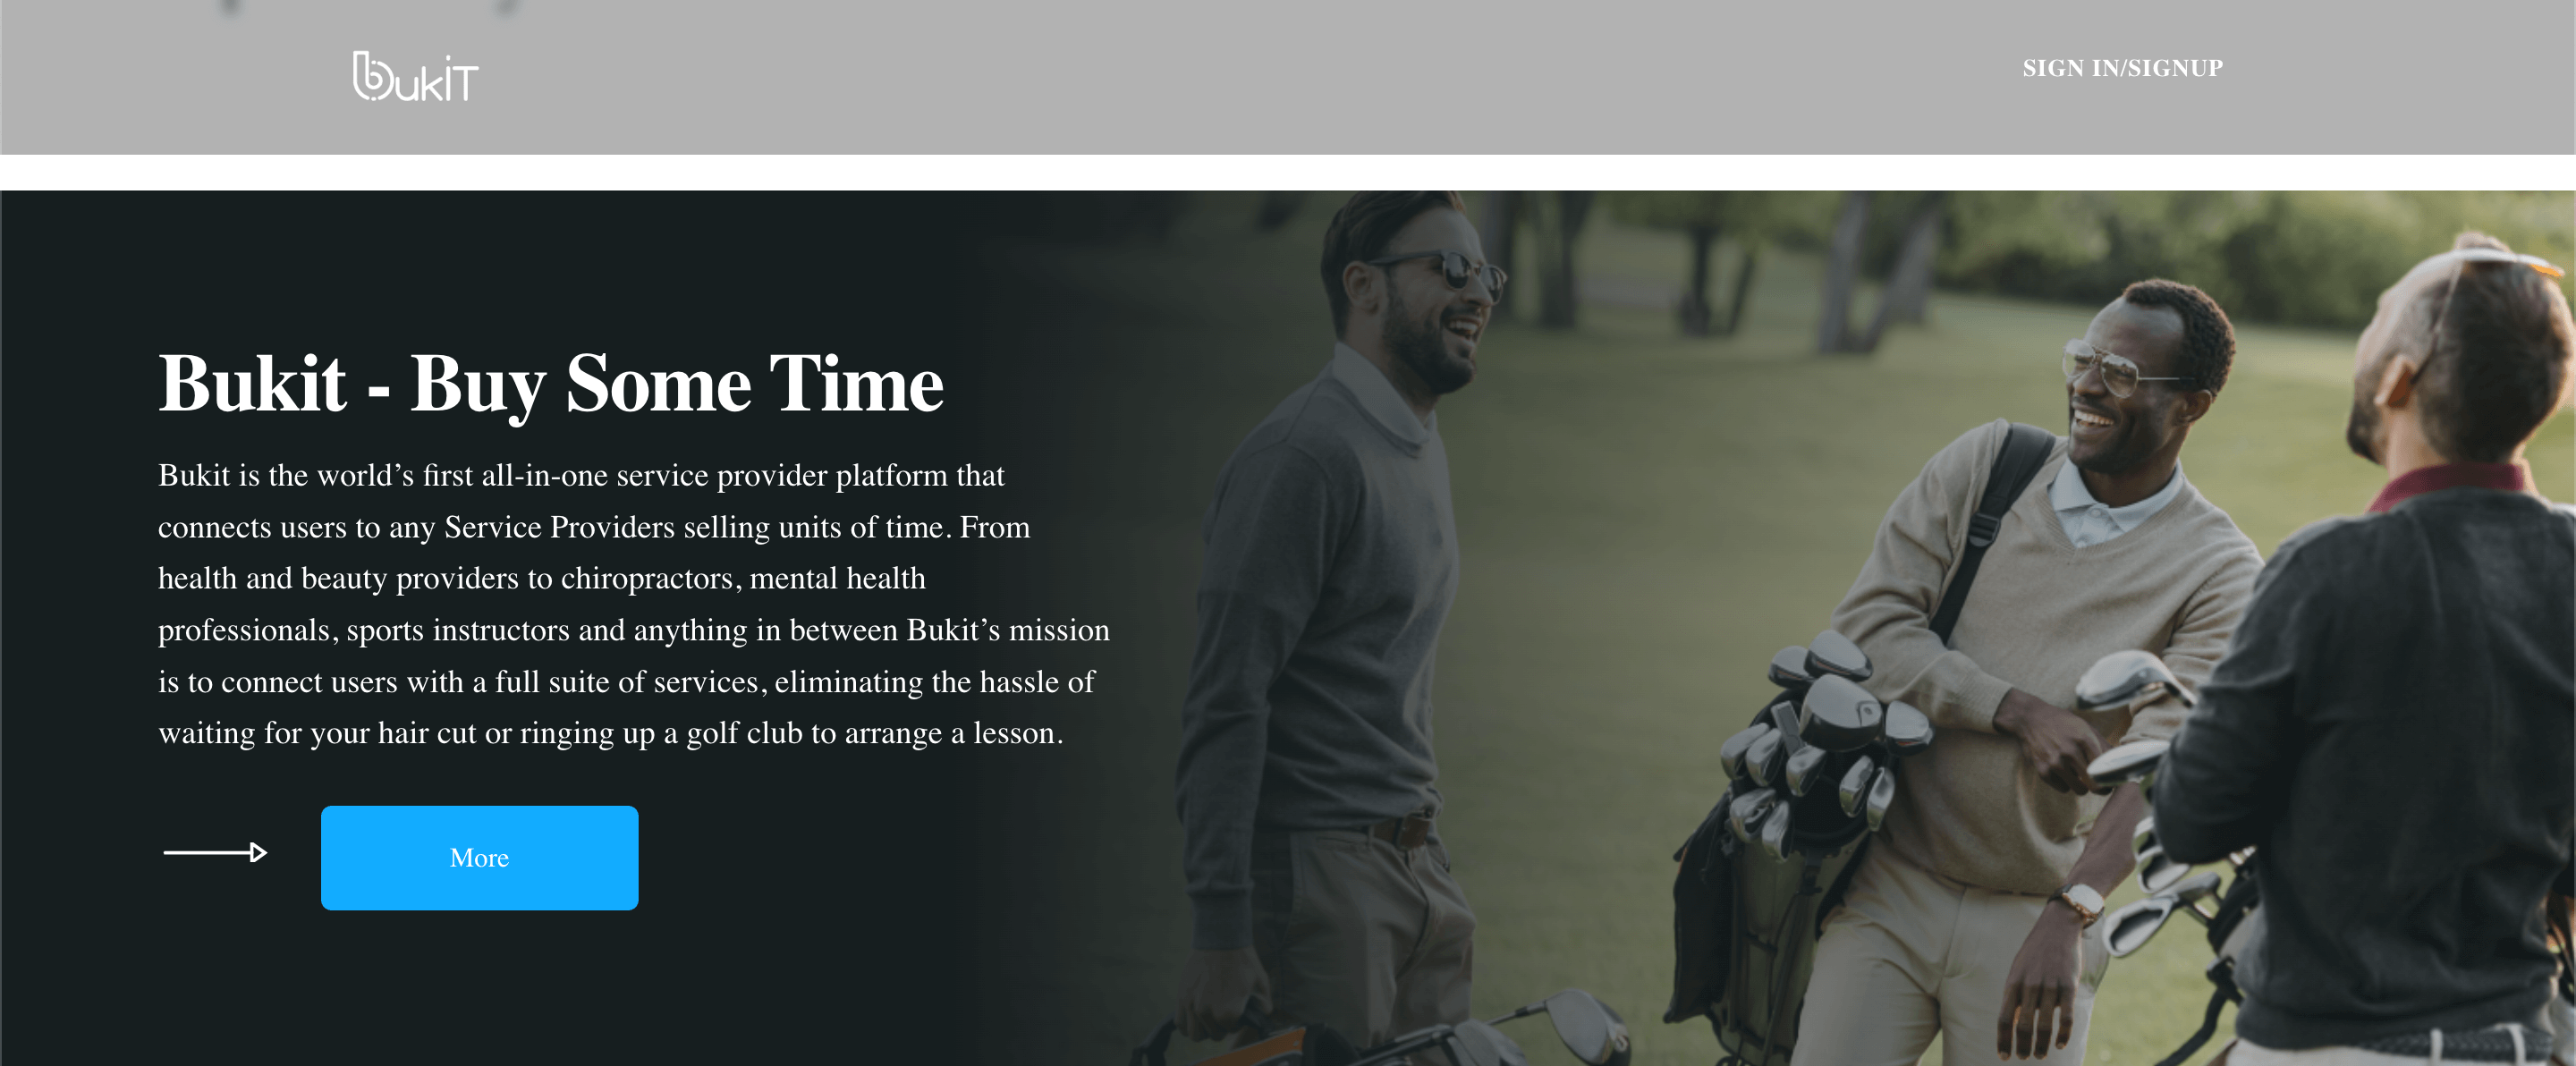 bukiT
SIGN IN/SIGNUP
Bukit - Buy Some Time
Bukit is the world’s first all-in-one service provider platform that
connects users to any Service Providers selling units of time. From
health and beauty providers to chiropractors, mental health
professionals, sports instructors and anything in between Bukit’s mission
is to connect users with a full suite of services, eliminating the hassle of
waiting for your hair cut or ringing up a golf club to arrange a lesson.
More